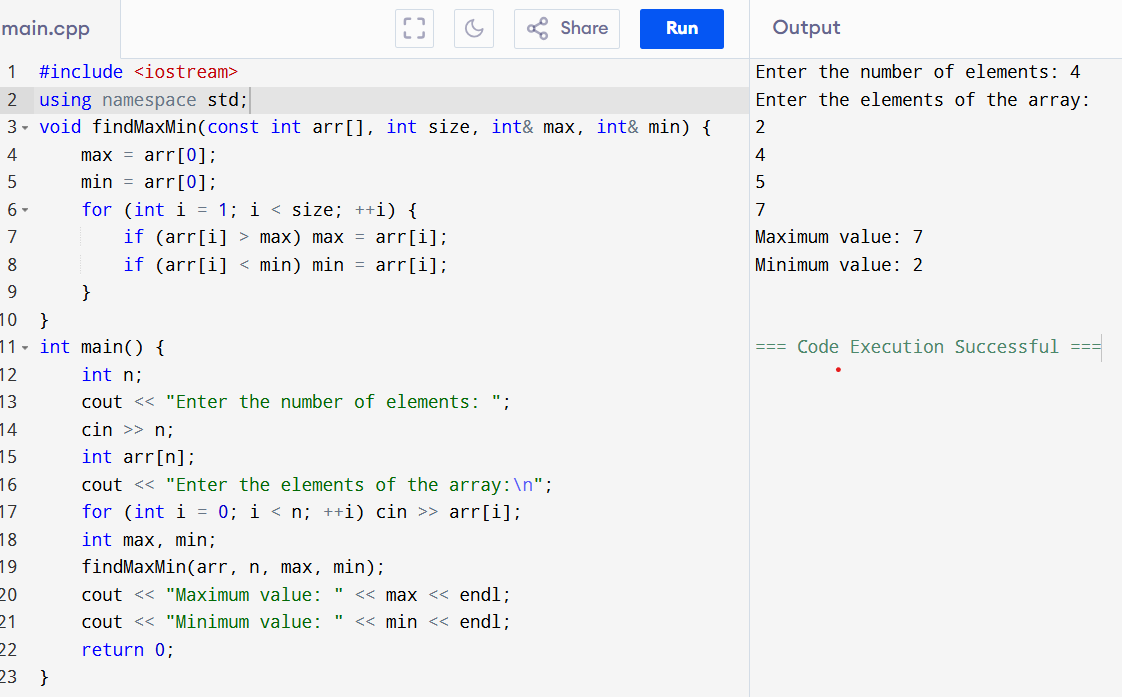 main.cpp
Share
Run
Output
1 #include <iostream>
2 using namespace std;
3 void findMaxMin(const int arr[], int size, int& max, int& min) {
4     max = arr[0];
5     min = arr[0];
6     for (int i = 1; i < size; ++i) {
7         if (arr[i] > max) max = arr[i];
8         if (arr[i] < min) min = arr[i];
9     }
10 }
11 int main() {
12     int n;
13     cout << "Enter the number of elements: ";
14     cin >> n;
15     int arr[n];
16     cout << "Enter the elements of the array:\n";
17     for (int i = 0; i < n; ++i) cin >> arr[i];
18     int max, min;
19     findMaxMin(arr, n, max, min);
20     cout << "Maximum value: " << max << endl;
21     cout << "Minimum value: " << min << endl;
22     return 0;
23 }
Enter the number of elements: 4
Enter the elements of the array:
2
4
5
7
Maximum value: 7
Minimum value: 2
=== Code Execution Successful ===